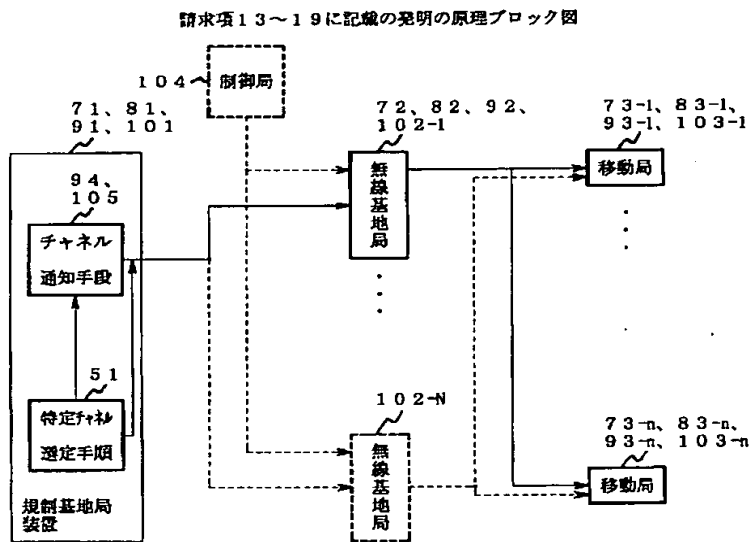 請求項13～19に記載の発明の原理ブロック図
104
制御局
71、81、
91、101
72、82、92、
102-1
73-1、83-1、
93-1、103-1
94、
105
チャネル
通知手段
無線基地局
移動局
51
特定チャネル
選定手順
102-N
無線基地局
73-n、83-n、
93-n、103-n
移動局
規制基地局
装置